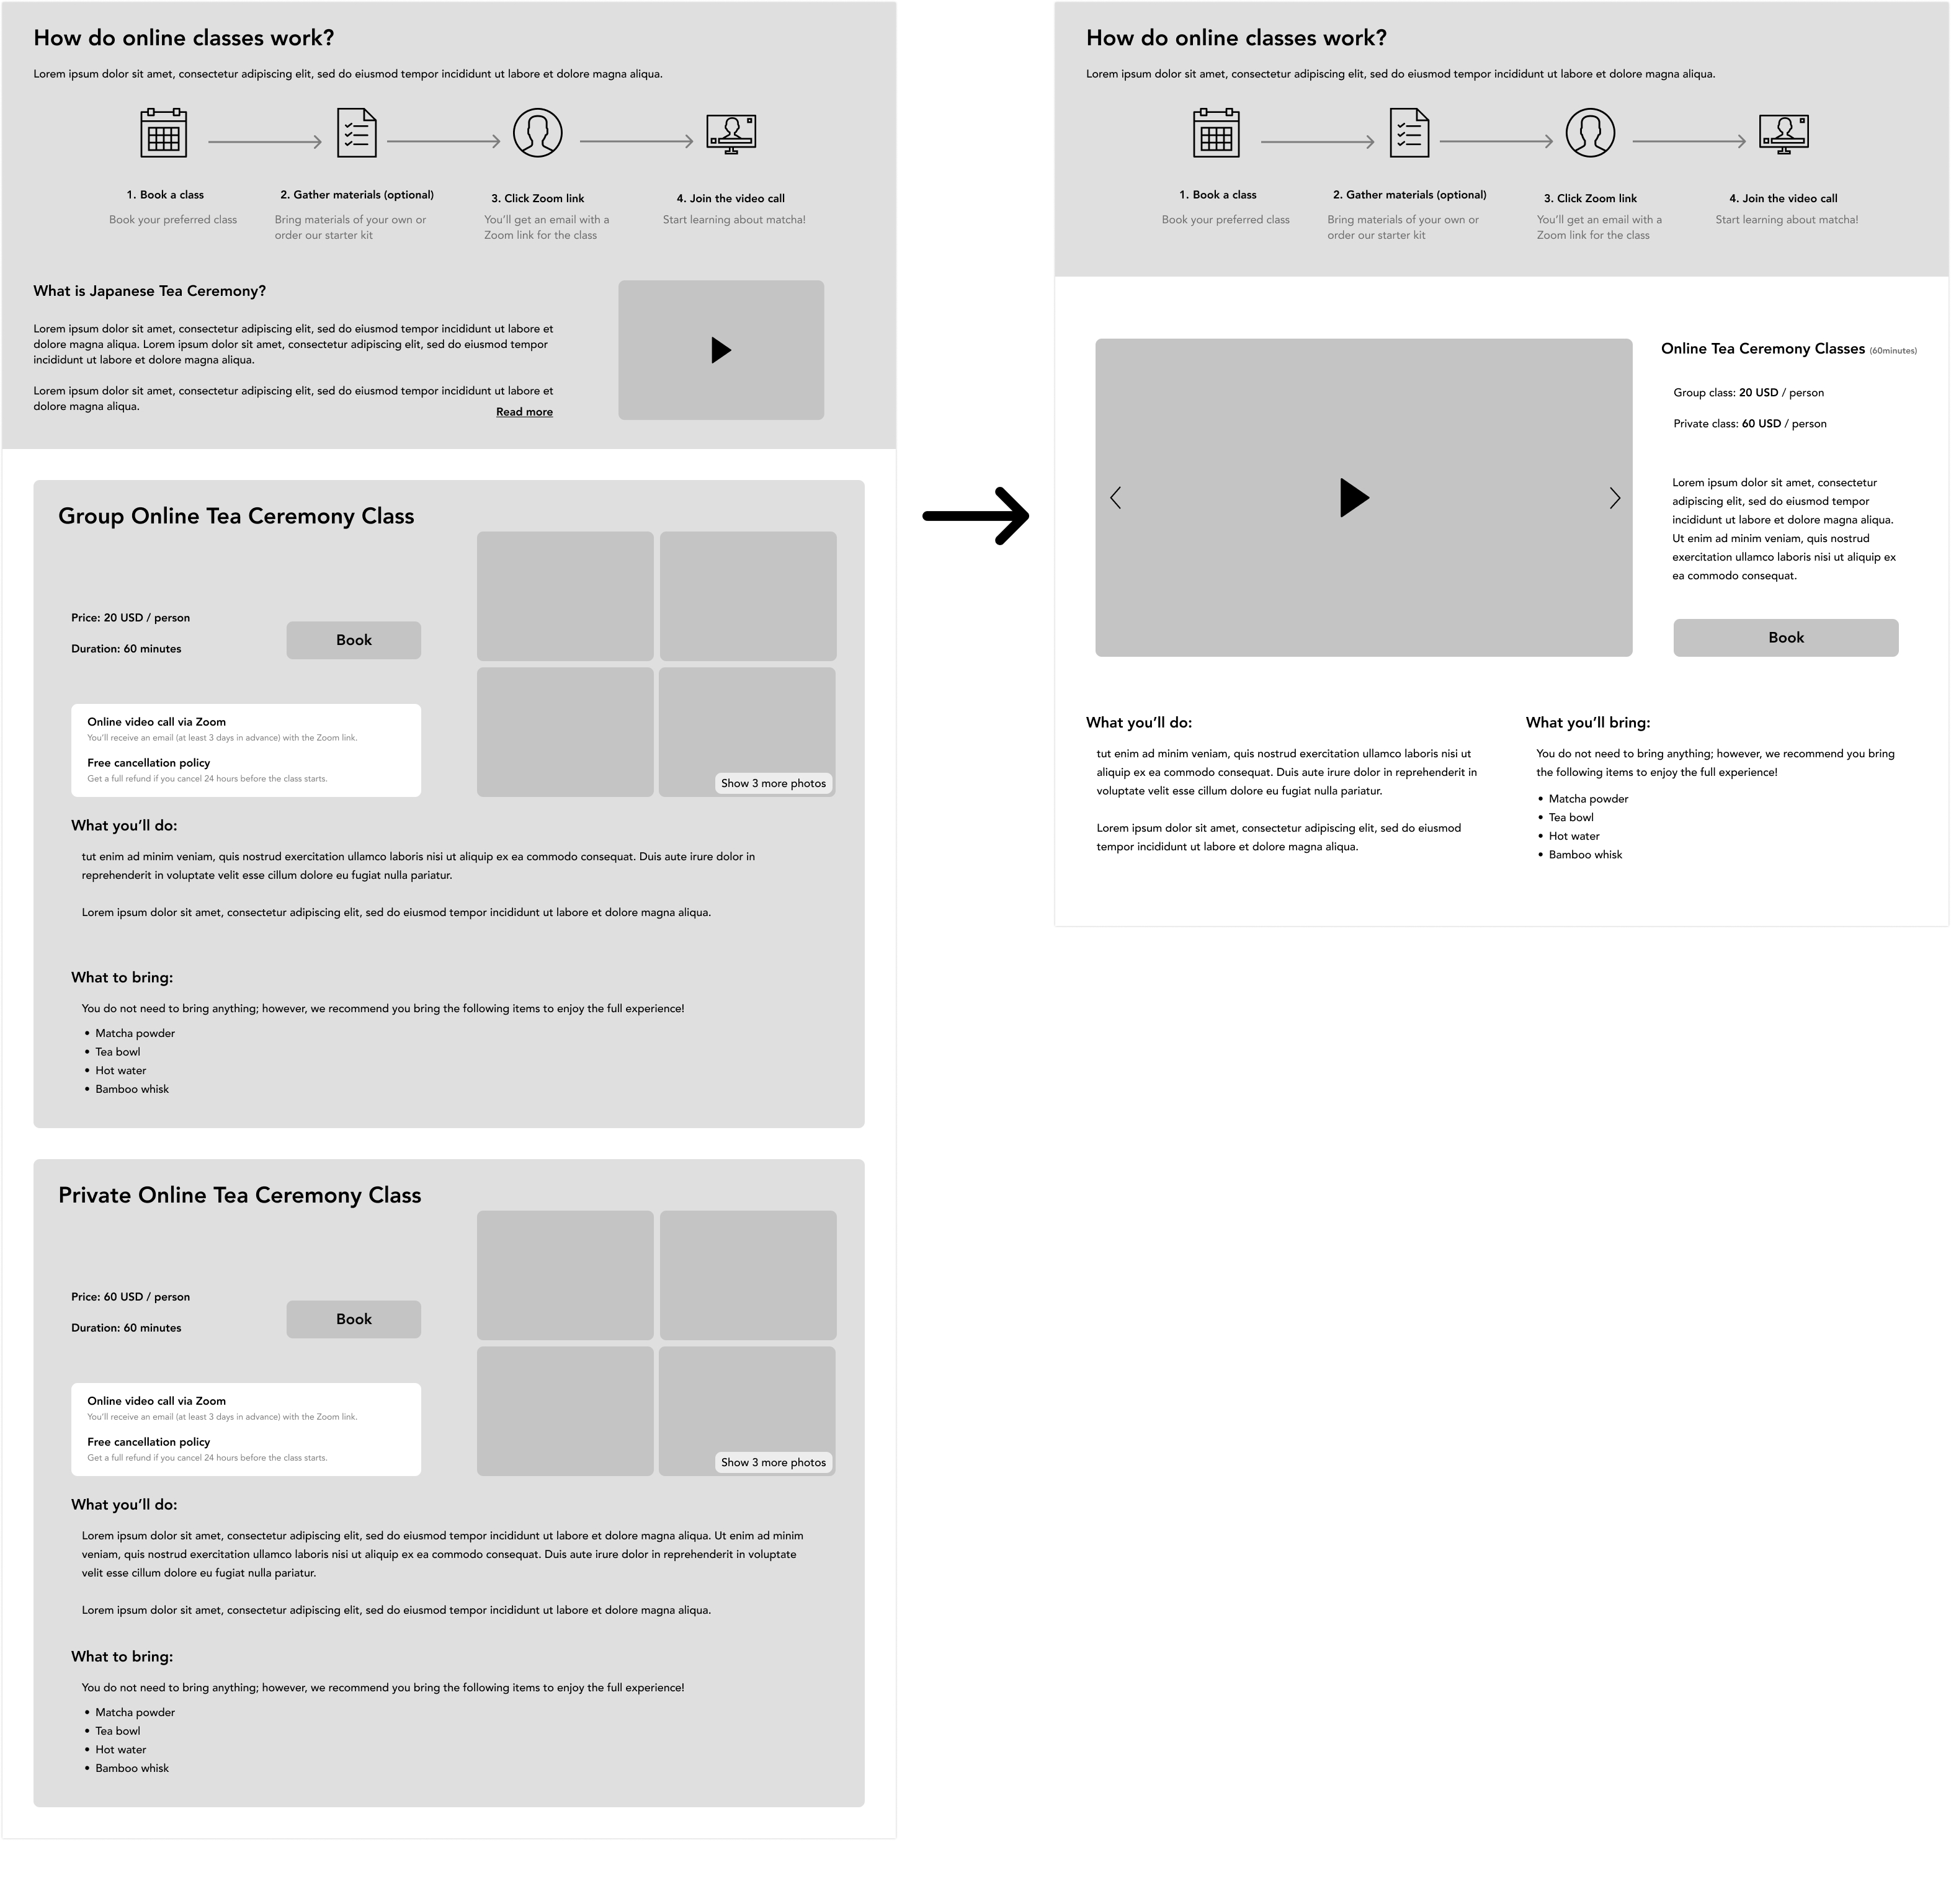 How do online classes work?
Lorem ipsum dolor sit amet, consectetur adipiscing elit, sed do eiusmod tempor incididunt ut labore et dolore magna aliqua.
1. Book a class
Book your preferred class
2. Gather materials (optional)
Bring materials of your own or
order our starter kit
3. Click Zoom link
You'll get an email with a
Zoom link for the class
4. Join the video call
Start learning about matcha!
What is Japanese Tea Ceremony?
Lorem ipsum dolor sit amet, consectetur adipiscing elit, sed do eiusmod tempor incididunt ut labore et
dolore magna aliqua. Lorem ipsum dolor sit amet, consectetur adipiscing elit, sed do eiusmod tempor
incididunt ut labore et dolore magna aliqua.
Lorem ipsum dolor sit amet, consectetur adipiscing elit, sed do eiusmod tempor incididunt ut labore et
dolore magna aliqua.
Read more
Group Online Tea Ceremony Class
Price: 20 USD / person
Duration: 60 minutes
Book
Online video call via Zoom
You'll receive an email (at least 3 days in advance) with the Zoom link.
Free cancellation policy
Get a full refund if you cancel 24 hours before the class starts.
Show 3 more photos
What you'll do:
tut enim ad minim veniam, quis nostrud exercitation ullamco laboris nisi ut aliquip ex ea commodo consequat. Duis aute irure dolor in
reprehenderit in voluptate velit esse cillum dolore eu fugiat nulla pariatur.
Lorem ipsum dolor sit amet, consectetur adipiscing elit, sed do eiusmod tempor incididunt ut labore et dolore magna aliqua.
What to bring:
You do not need to bring anything; however, we recommend you bring the following items to enjoy the full experience!
• Matcha powder
• Tea bowl
• Hot water
• Bamboo whisk
Private Online Tea Ceremony Class
Price: 60 USD / person
Duration: 60 minutes
Book
Online video call via Zoom
You'll receive an email (at least 3 days in advance) with the Zoom link.
Free cancellation policy
Get a full refund if you cancel 24 hours before the class starts.
Show 3 more photos
What you'll do:
Lorem ipsum dolor sit amet, consectetur adipiscing elit, sed do eiusmod tempor incididunt ut labore et dolore magna aliqua. Ut enim ad minim
veniam, quis nostrud exercitation ullamco laboris nisi ut aliquip ex ea commodo consequat. Duis aute irure dolor in reprehenderit in voluptate
velit esse cillum dolore eu fugiat nulla pariatur.
Lorem ipsum dolor sit amet, consectetur adipiscing elit, sed do eiusmod tempor incididunt ut labore et dolore magna aliqua.
What to bring:
You do not need to bring anything; however, we recommend you bring the following items to enjoy the full experience!
• Matcha powder
• Tea bowl
• Hot water
• Bamboo whisk
How do online classes work?
Lorem ipsum dolor sit amet, consectetur adipiscing elit, sed do eiusmod tempor incididunt ut labore et dolore magna aliqua.
1. Book a class
Book your preferred class
2. Gather materials (optional)
Bring materials of your own or
order our starter kit
3. Click Zoom link
You'll get an email with a
Zoom link for the class
4. Join the video call
Start learning about matcha!
Online Tea Ceremony Classes (60minutes)
Group class: 20 USD / person
Private class: 60 USD / person
Lorem ipsum dolor sit amet, consectetur
adipiscing elit, sed do eiusmod tempor
incididunt ut labore et dolore magna aliqua.
Ut enim ad minim veniam, quis nostrud
exercitation ullamco laboris nisi ut aliquip ex
ea commodo consequat.
Book
What you'll do:
tut enim ad minim veniam, quis nostrud exercitation ullamco laboris nisi ut
aliquip ex ea commodo consequat. Duis aute irure dolor in reprehenderit in
voluptate velit esse cillum dolore eu fugiat nulla pariatur.
Lorem ipsum dolor sit amet, consectetur adipiscing elit, sed do eiusmod
tempor incididunt ut labore et dolore magna aliqua.
What you'll bring:
You do not need to bring anything; however, we recommend you bring
the following items to enjoy the full experience!
• Matcha powder
• Tea bowl
• Hot water
• Bamboo whisk